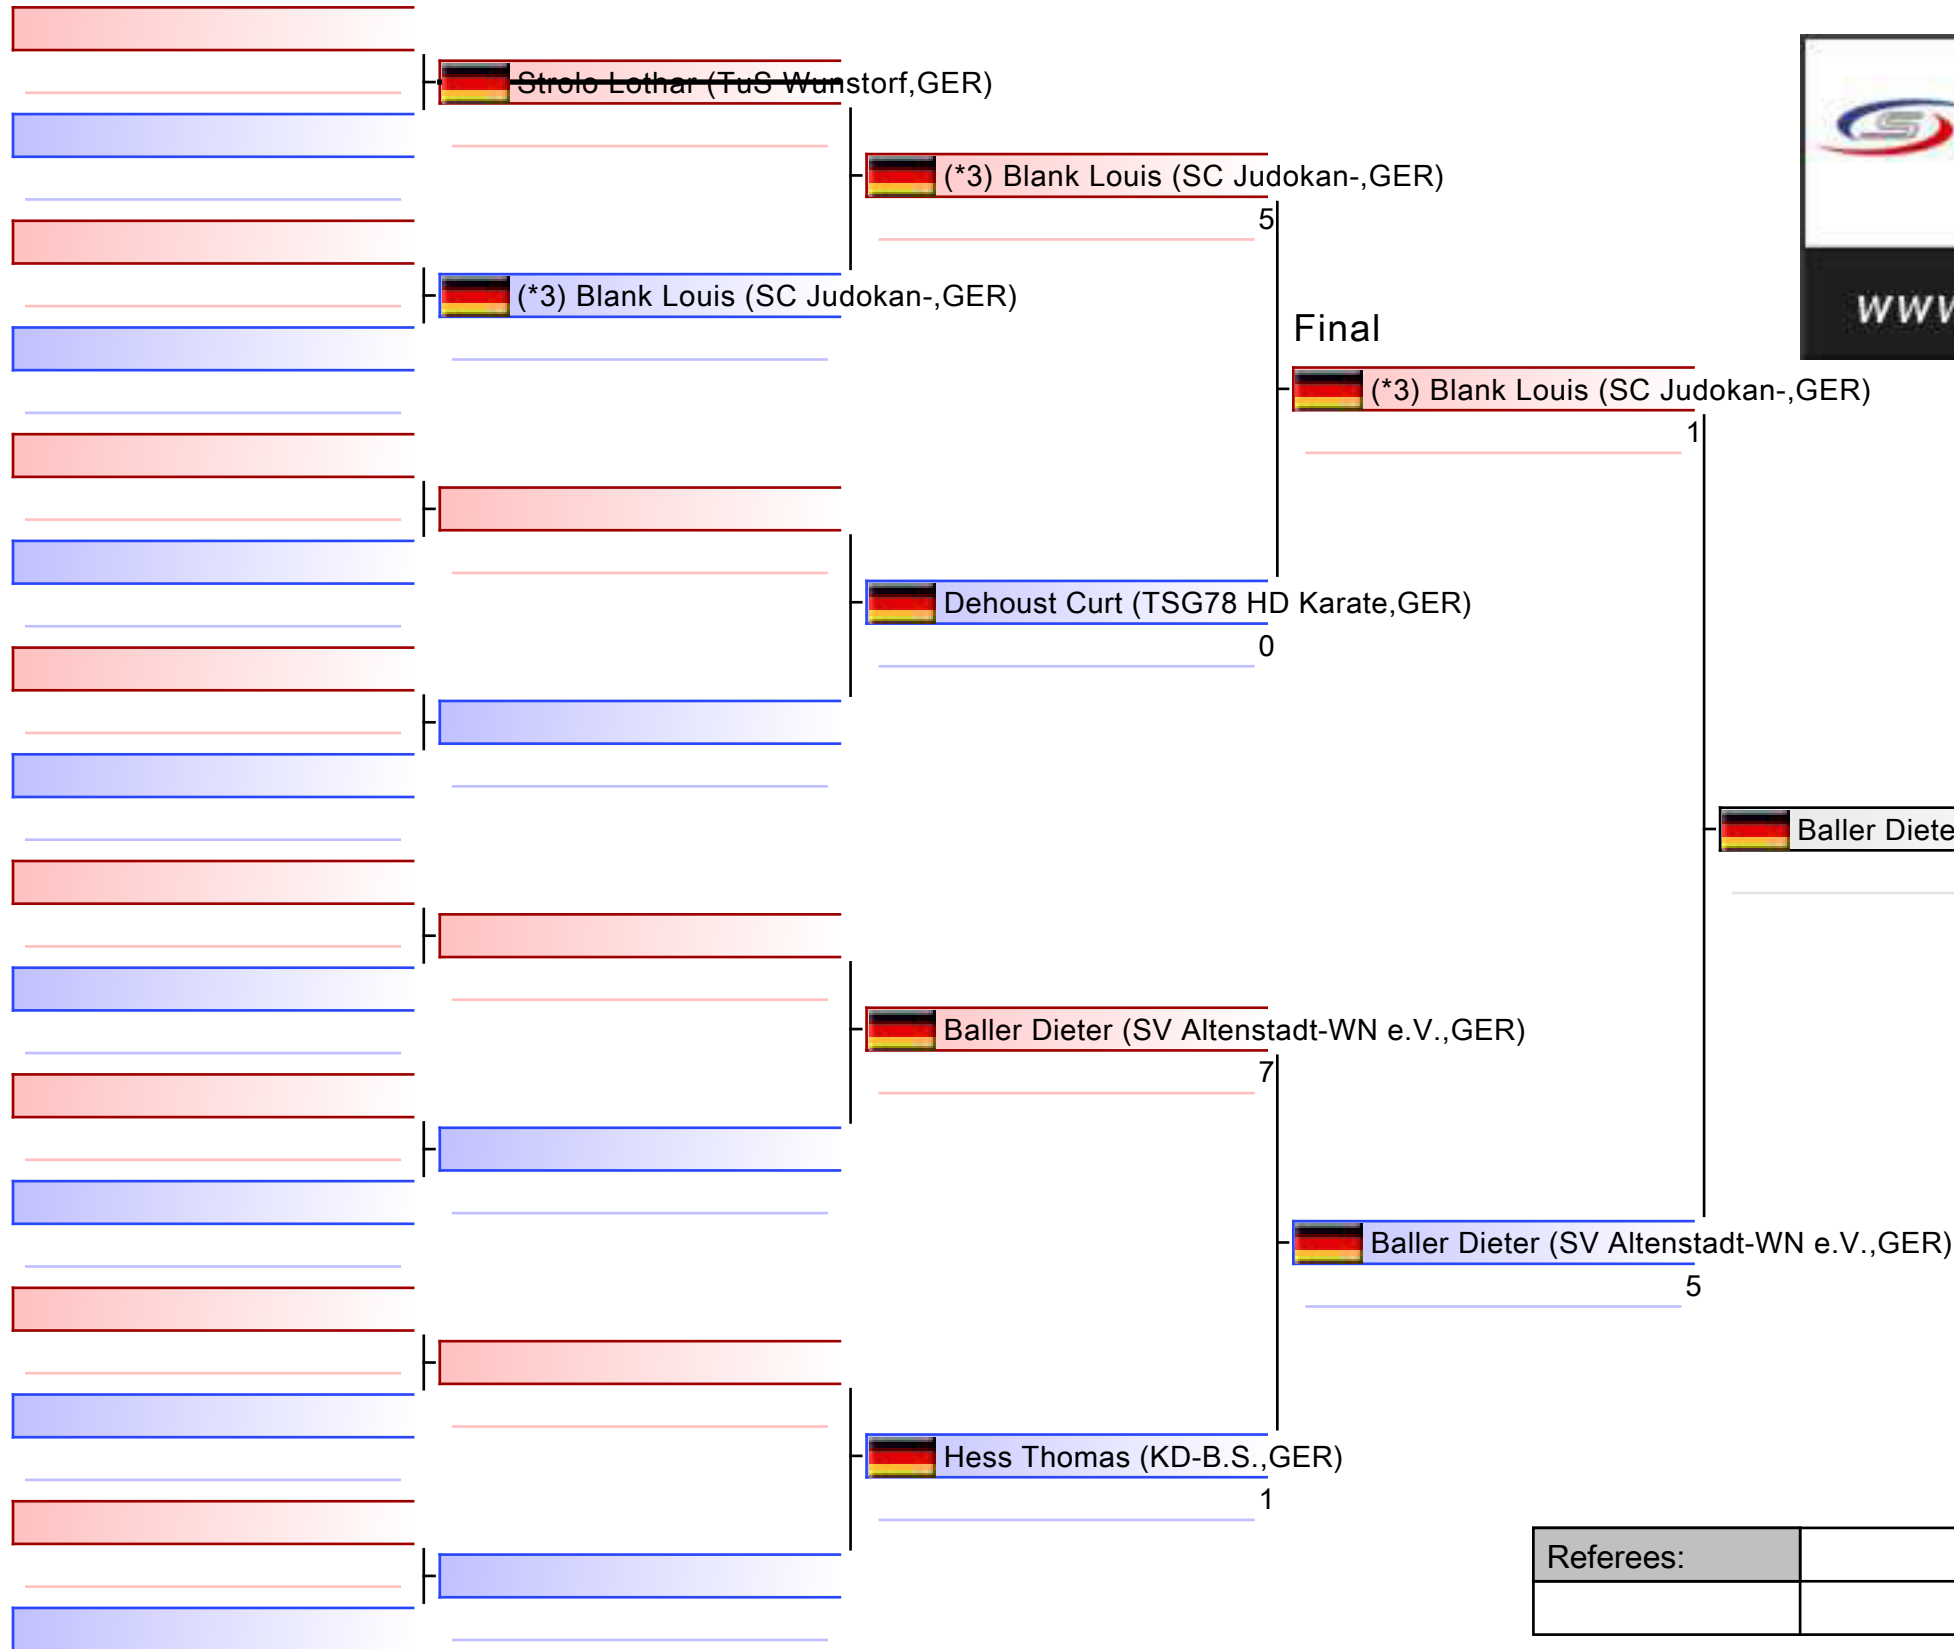 Strolo Lothar (TuS Wunstorf,GER)
(*3) Blank Louis (SC Judokan-,GER)
5
(*3) Blank Louis (SC Judokan-,GER)
Final
(*3) Blank Louis (SC Judokan-,GER)
1
Dehoust Curt (TSG78 HD Karate,GER)
0
Baller Diete
Baller Dieter (SV Altenstadt-WN e.V.,GER)
7
Baller Dieter (SV Altenstadt-WN e.V.,GER)
5
Hess Thomas (KD-B.S.,GER)
1
Referees: